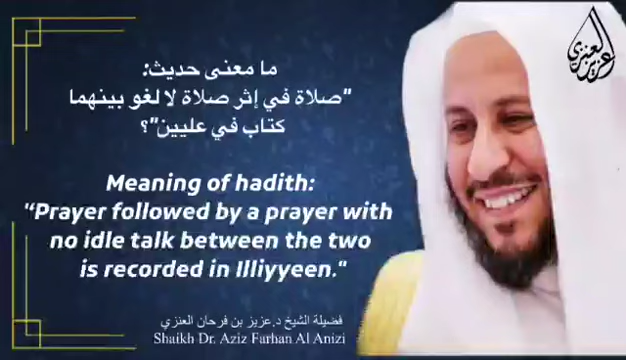 ما معنى حديث:
"صلاة في إثر صلاة لا لغو بينهما
كتاب في عليين"؟
Meaning of hadith:
“Prayer followed by a prayer with
no idle talk between the two
is recorded in Illiyyeen."
فضيلة الشيخ د.عزيز بن فرحان العنزي
Shaikh Dr. Aziz Farhan Al Anizi
عزيز العنزي